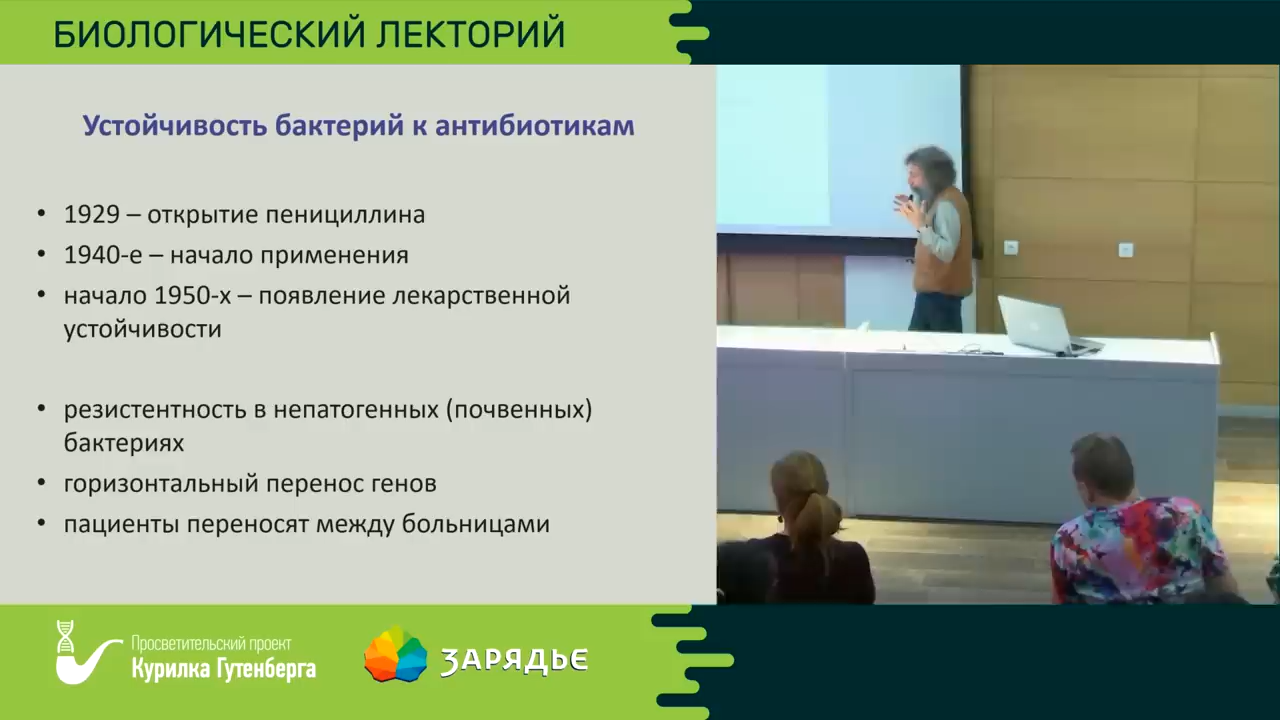 БИОЛОГИЧЕСКИЙ ЛЕКТОРИЙ
Устойчивость бактерий к антибиотикам
• 1929 – открытие пенициллина
• 1940-е – начало применения
• начало 1950-х – появление лекарственной
устойчивости
• резистентность в непатогенных (почвенных)
бактериях
• горизонтальный перенос генов
• пациенты переносят между больницами
Просветительский проект
Курилка Гутенберга
ЗАРЯДЬЕ